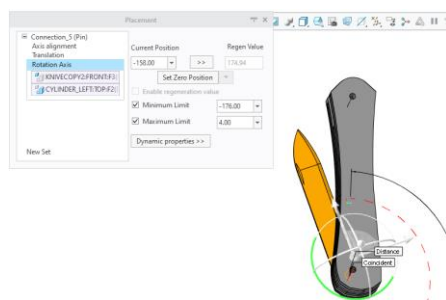 Placement
Connection_5 (Pin)
Axis alignment
Translation
Rotation Axis
KNIVECOPY2:FRONT:F3(
CYLINDER_LEFT:TOP:F2(
New Set
Current Position
Regen Value
-158.00
>>
174.94
Set Zero Position
Enable regeneration value
Minimum Limit
-176.00
Maximum Limit
4.00
Dynamic properties >>
Distance
Coincident